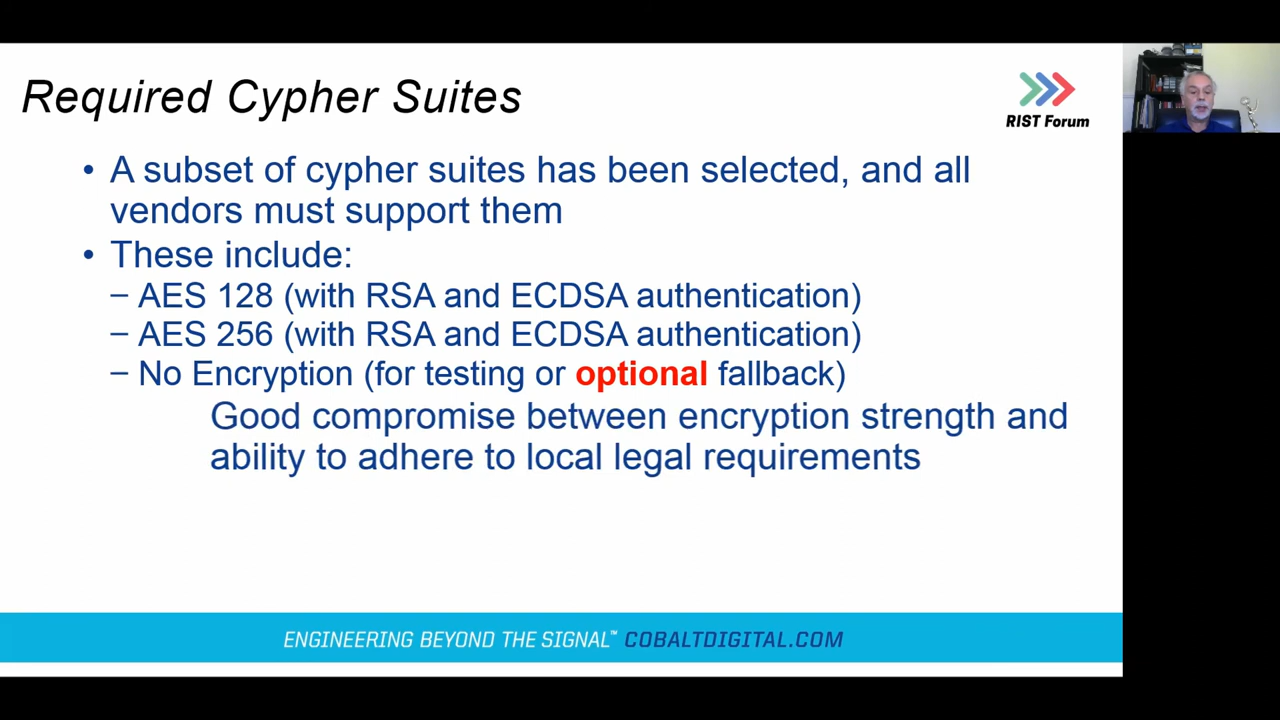 Required Cypher Suites
RIST Forum
• A subset of cypher suites has been selected, and all
vendors must support them
• These include:
– AES 128 (with RSA and ECDSA authentication)
– AES 256 (with RSA and ECDSA authentication)
– No Encryption (for testing or optional fallback)
Good compromise between encryption strength and
ability to adhere to local legal requirements
ENGINEERING BEYOND THE SIGNAL™ COBALTDIGITAL.COM